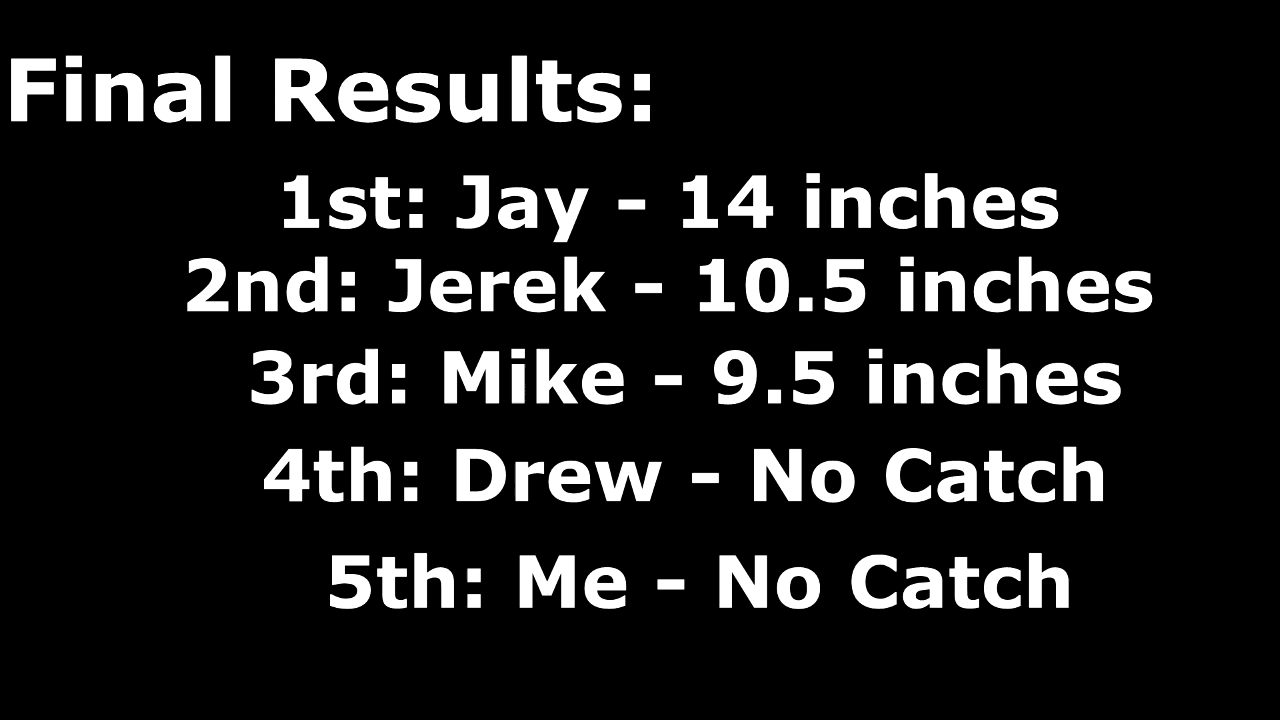 Final Results:
1st: Jay - 14 inches
2nd: Jerek - 10.5 inches
3rd: Mike - 9.5 inches
4th: Drew - No Catch
5th: Me - No Catch